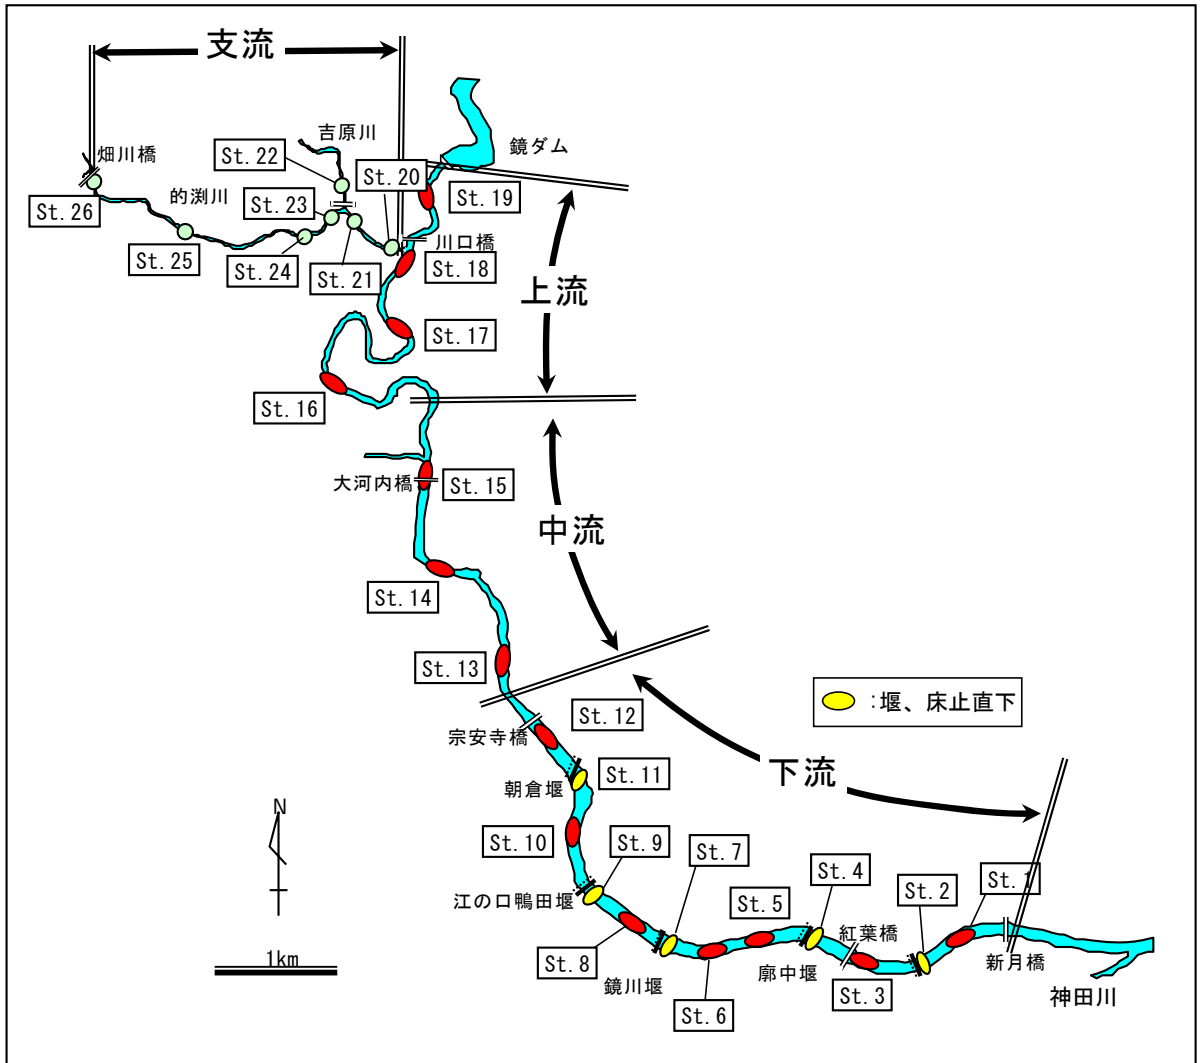 支流
吉原川
鏡ダム
畑川橋
St. 22
St. 20
的渕川
St. 19
St. 26
St. 23
川口橋
St. 25
St. 24
St. 21
St. 18
上流
St. 17
St. 16
大河内橋
St. 15
中流
St. 14
St. 13
:堰、床止直下
St. 12
宗安寺橋
下流
朝倉堰
St. 11
N
St. 10
St. 9
St. 7
St. 4
St. 2
St. 1
江の口鴨田堰
St. 5
紅葉橋
1km
St. 8
鏡川堰
廓中堰
新月橋
St. 3
神田川
St. 6